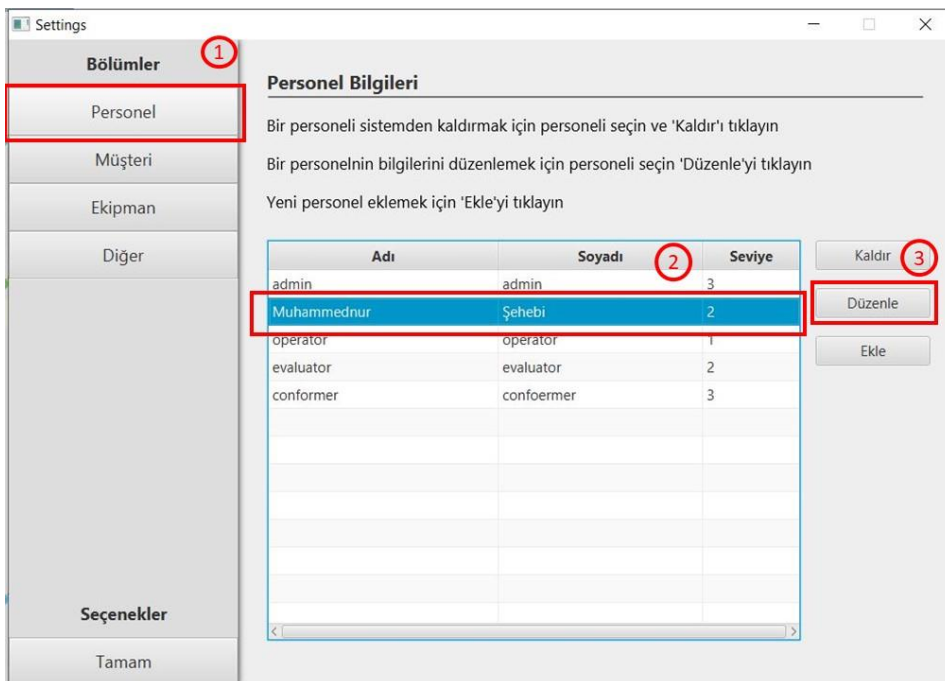 Settings
Bölümler
1
Personel
Müşteri
Ekipman
Diğer
Seçenekler
Tamam
Personel Bilgileri
Bir personeli sistemden kaldırmak için personeli seçin ve 'Kaldır'ı tıklayın
Bir personelnin bilgilerini düzenlemek için personeli seçin 'Düzenle'yi tıklayın
Yeni personel eklemek için 'Ekle'yi tıklayın
Adı Soyadı 2 Seviye
admin admin 3
Muhammednur Şehebi 2
operator operator 1
evaluator evaluator 2
conformer confoermer 3
Kaldır 3
Düzenle
Ekle